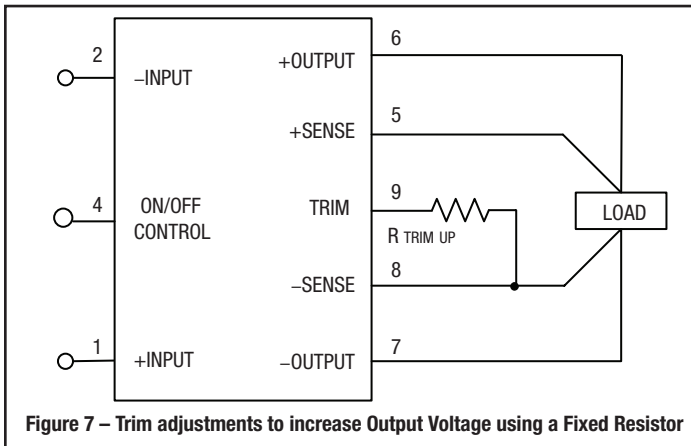 2
–INPUT
4
ON/OFF
CONTROL
1
+INPUT
+OUTPUT
6
+SENSE
5
TRIM
9
R TRIM UP
–SENSE
8
–OUTPUT
7
LOAD
Figure 7 – Trim adjustments to increase Output Voltage using a Fixed Resistor